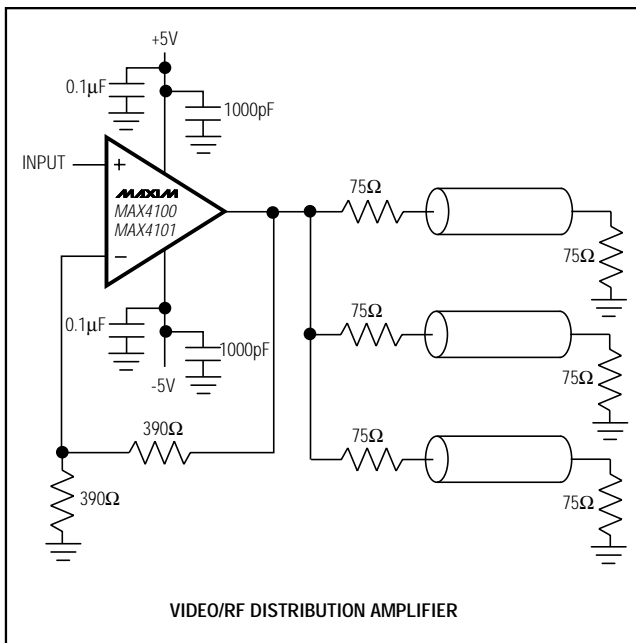 +5V
0.1μF
1000pF
INPUT
+
MAXIM
MAX4100
MAX4101
−
75Ω
75Ω
0.1μF
1000pF
-5V
75Ω
75Ω
390Ω
75Ω
75Ω
390Ω
VIDEO/RF DISTRIBUTION AMPLIFIER